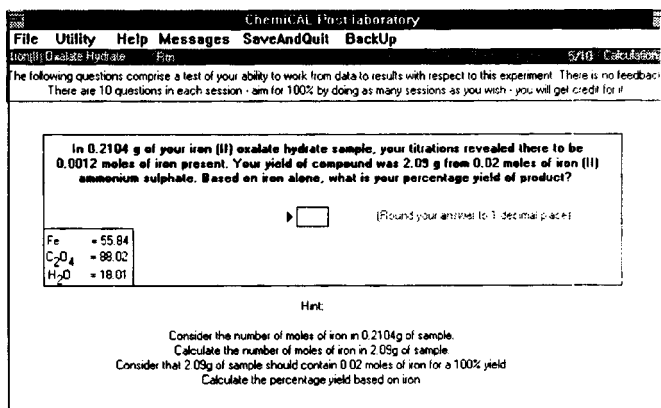 ChemiCAL Post laboratory
File Utility Help Messages SaveAndQuit BackUp
Iron(II) Oxalate Hydrate 5/10 Calculation
The following questions comprise a test of your ability to work from data to results with respect to this experiment. There is no feedbac
There are 10 questions in each session - aim for 100% by doing as many sessions as you wish - you will get credit for it
In 0.2104 g of your iron (II) oxalate hydrate sample, your titrations revealed there to be
0.0012 moles of iron present. Your yield of compound was 2.09 g from 0.02 moles of iron (II)
ammonium sulphate. Based on iron alone, what is your percentage yield of product?
(Round your answer to 1 decimal place)
Fe = 55.84
C2O4 = 88.02
H2O = 18.01
Hint:
Consider the number of moles of iron in 0.2104g of sample.
Calculate the number of moles of iron in 2.09g of sample.
Consider that 2.09g of sample should contain 0.02 moles of iron for a 100% yield
Calculate the percentage yield based on iron